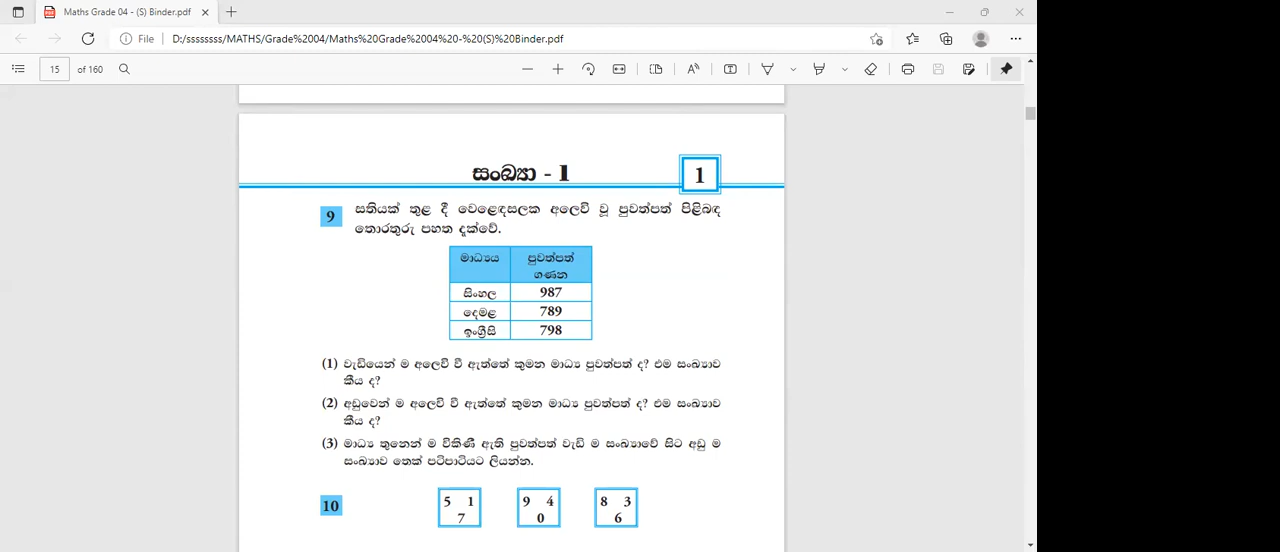 Maths Grade 04 - (S) Binder.pdf
File D:/ssssssss/MATHS/Grade%2004/Maths%20Grade%2004%20-%20(S)%20Binder.pdf
15 of 160
සංඛ්‍යා - 1 1
9 සතියක් තුළ දී වෙළෙඳසලක අලෙවි වූ පුවත්පත් පිළිබඳ
තොරතුරු පහත දැක්වේ.
මාධ්‍යය පුවත්පත්
ගණන
සිංහල 987
දෙමළ 789
ඉංග්‍රීසි 798
(1) වැඩියෙන් ම අලෙවි වී ඇත්තේ කුමන මාධ්‍ය පුවත්පත් ද? එම සංඛ්‍යාව
කීය ද?
(2) අඩුවෙන් ම අලෙවි වී ඇත්තේ කුමන මාධ්‍ය පුවත්පත් ද? එම සංඛ්‍යාව
කීය ද?
(3) මාධ්‍ය තුනෙන් ම විකිණී ඇති පුවත්පත් වැඩි ම සංඛ්‍යාවේ සිට අඩු ම
සංඛ්‍යාව තෙක් පටිපාටියට ලියන්න.
10 5 1 9 4 8 3
7 0 6